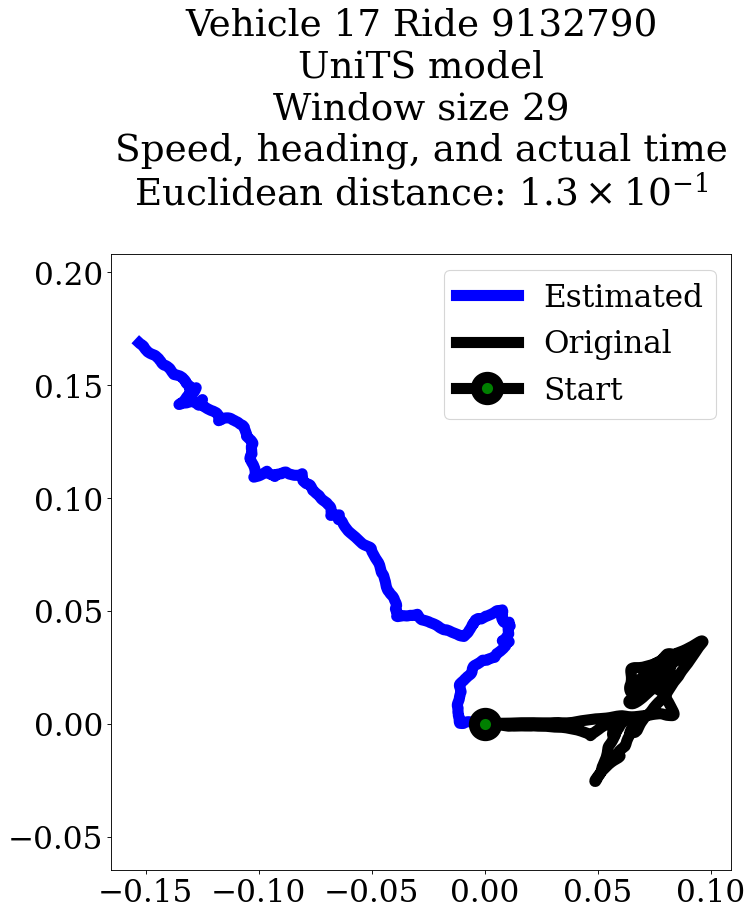 Vehicle 17 Ride 9132790
UniTS model
Window size 29
Speed, heading, and actual time
Euclidean distance: 1.3 × 10⁻¹
Estimated
Original
Start
0.20
0.15
0.10
0.05
0.00
−0.05
−0.15 −0.10 −0.05 0.00 0.05 0.10